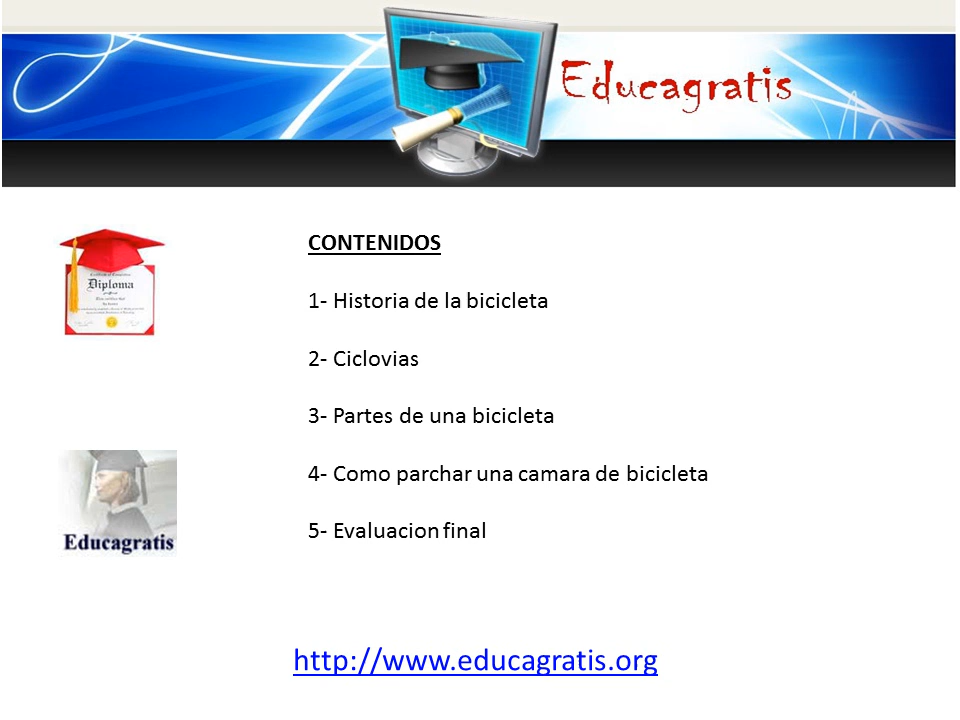 Educagratis
CONTENIDOS
1- Historia de la bicicleta
2- Ciclovias
3- Partes de una bicicleta
4- Como parchar una camara de bicicleta
5- Evaluacion final
Diploma
Educagratis
http://www.educagratis.org